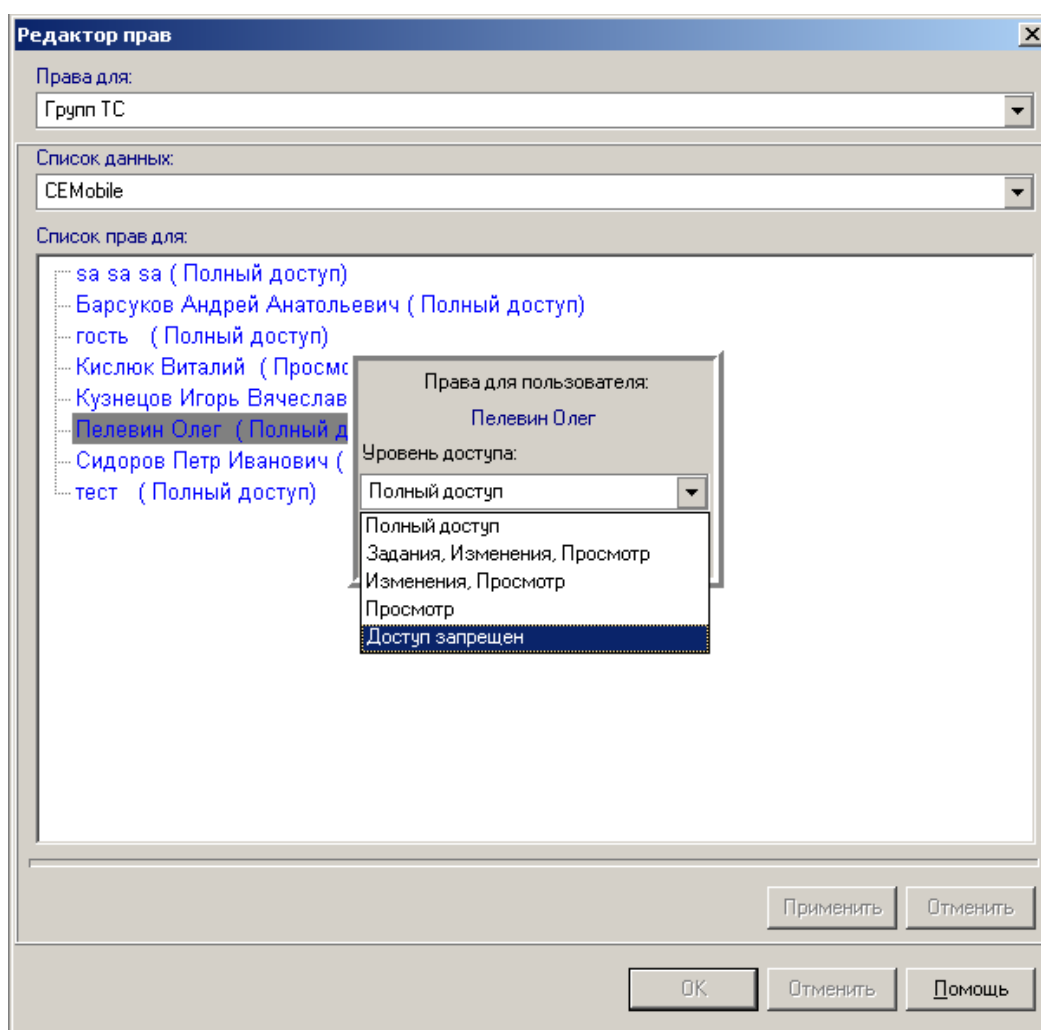 Редактор прав
Права для:
Групп ТС
Список данных:
CEMobile
Список прав для:
sa sa sa ( Полный доступ)
Барсуков Андрей Анатольевич ( Полный доступ)
гость ( Полный доступ)
Кислюк Виталий ( Просмо
Кузнецов Игорь Вячеслав
Пелевин Олег ( Полный д
Сидоров Петр Иванович (
тест ( Полный доступ)
Права для пользователя:
Пелевин Олег
Уровень доступа:
Полный доступ
Полный доступ
Задания, Изменения, Просмотр
Изменения, Просмотр
Просмотр
Доступ запрещен
Применить Отменить
OK Отменить Помощь